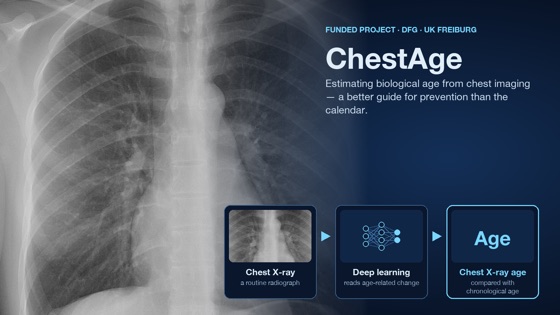 FUNDED PROJECT · DFG · UK FREIBURG
ChestAge
Estimating biological age from chest imaging
— a better guide for prevention than the
calendar.
Chest X-ray
a routine radiograph
Deep learning
reads age-related change
Age
Chest X-ray age
compared with
chronological age